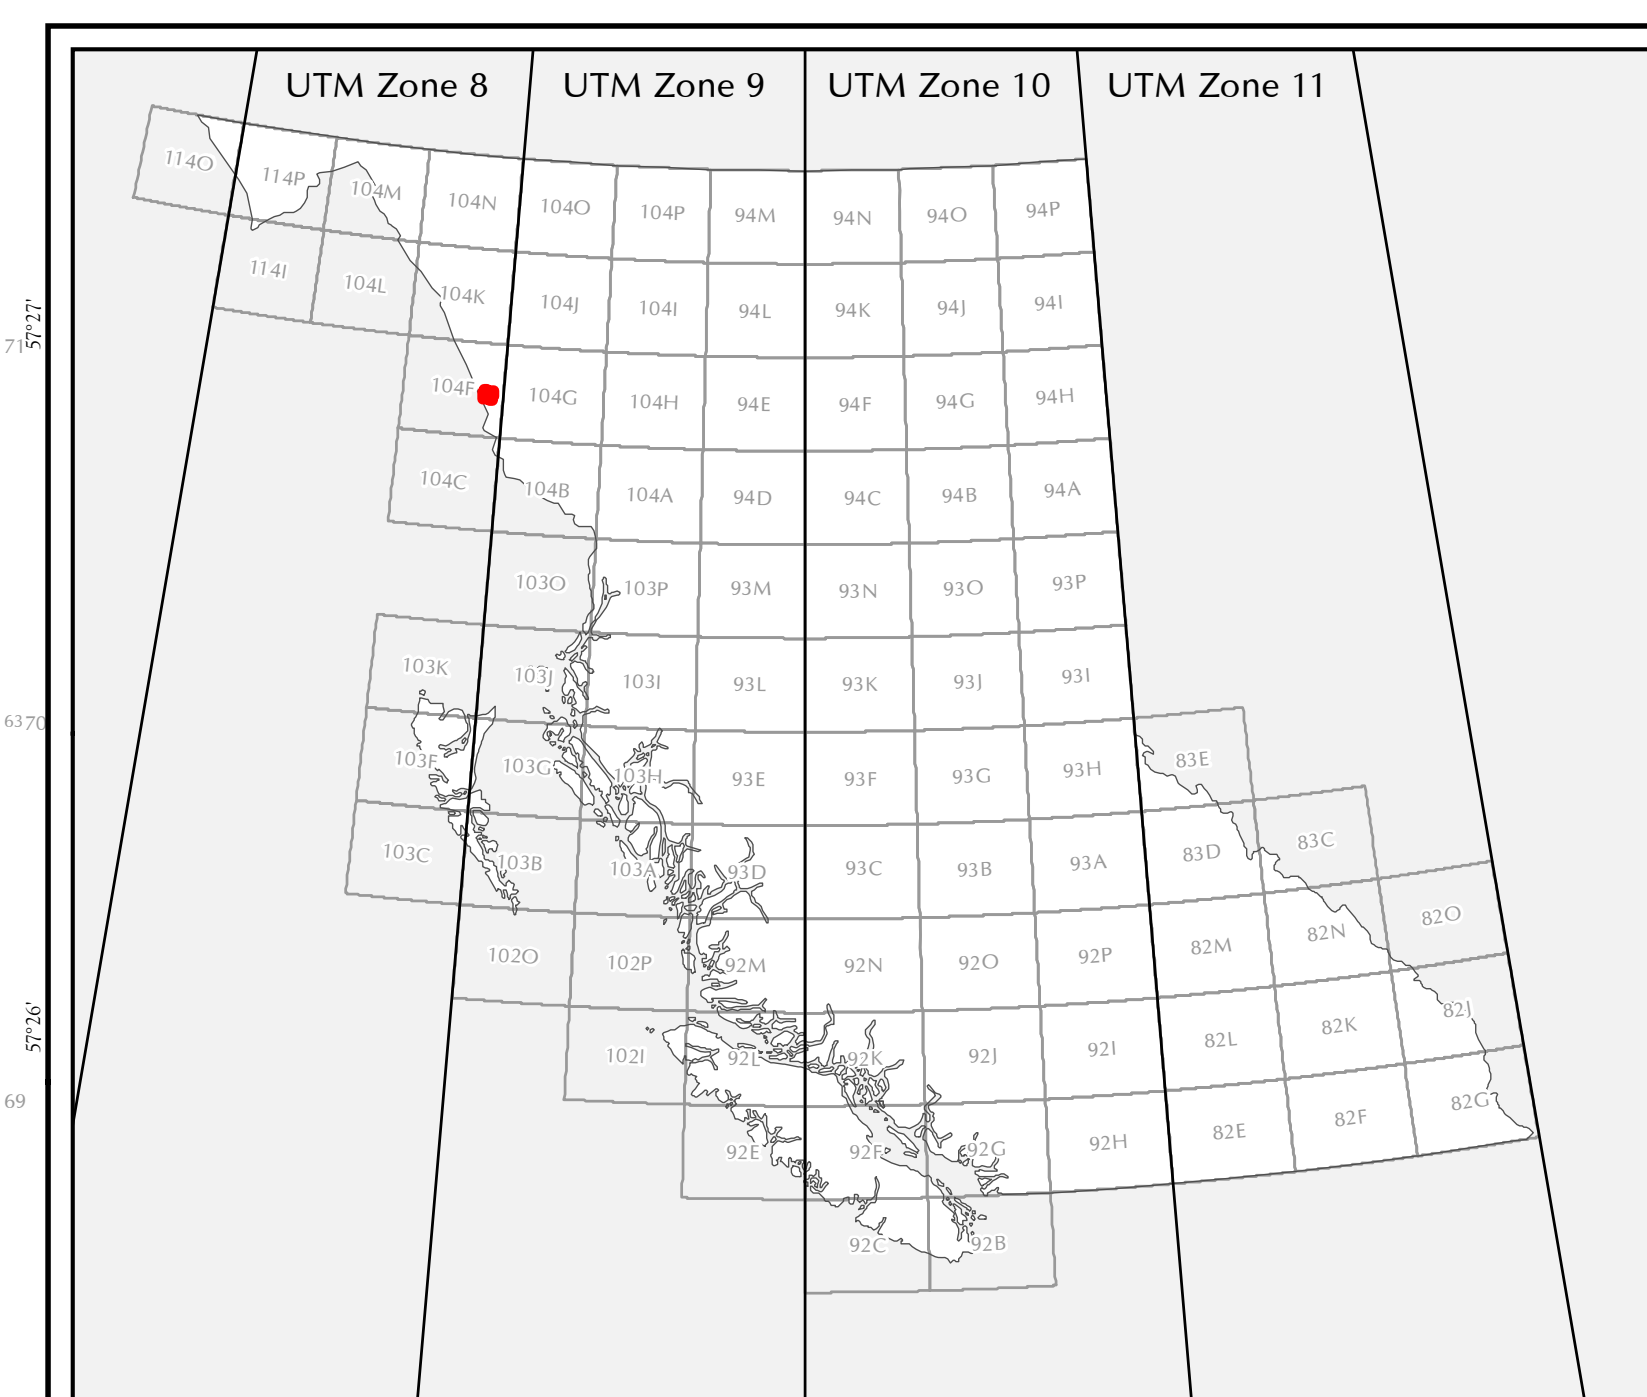 UTM Zone 8 UTM Zone 9 UTM Zone 10 UTM Zone 11
114O 114P 104M 104N 104O 104P 94M 94N 94O 94P
114I 104L 104K 104J 104I 94L 94K 94J 94I
57°27'
71
104F 104G 104H 94E 94F 94G 94H
104C 104B 104A 94D 94C 94B 94A
103O 103P 93M 93N 93O 93P
103K 103J 103I 93L 93K 93J 93I
6370
103F 103G 103H 93E 93F 93G 93H 83E
103C 103B 103A 93D 93C 93B 93A 83D 83C
102O 102P 92M 92N 92O 92P 82M 82N 82O
57°26'
102I 92L 92K 92J 92I 82L 82K 82J
69
92E 92F 92G 92H 82E 82F 82G
92C 92B